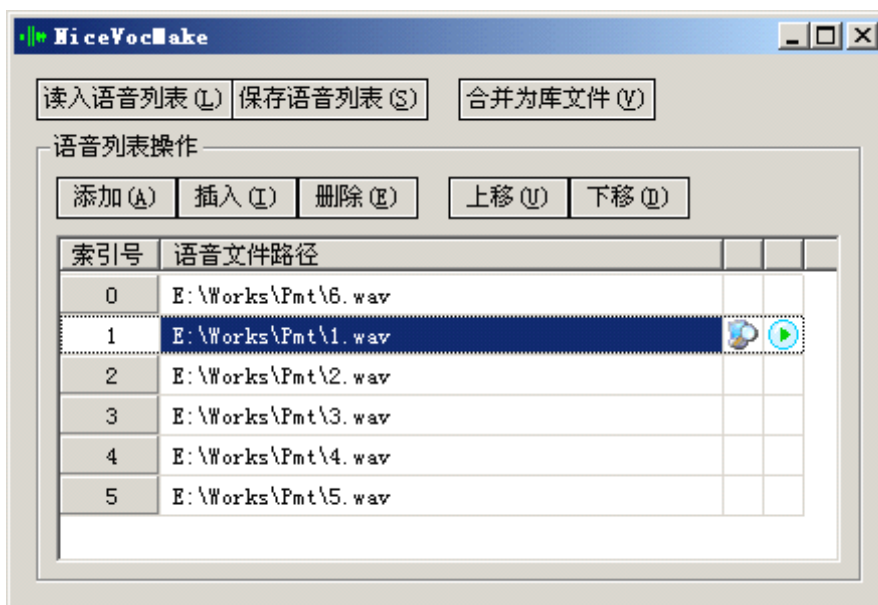 NiceVocMake
读入语音列表(L) 保存语音列表(S) 合并为库文件(V)
语音列表操作
添加(A) 插入(I) 删除(E) 上移(U) 下移(D)
索引号 语音文件路径
0 E:\Works\Pmt\6.wav
1 E:\Works\Pmt\1.wav
2 E:\Works\Pmt\2.wav
3 E:\Works\Pmt\3.wav
4 E:\Works\Pmt\4.wav
5 E:\Works\Pmt\5.wav